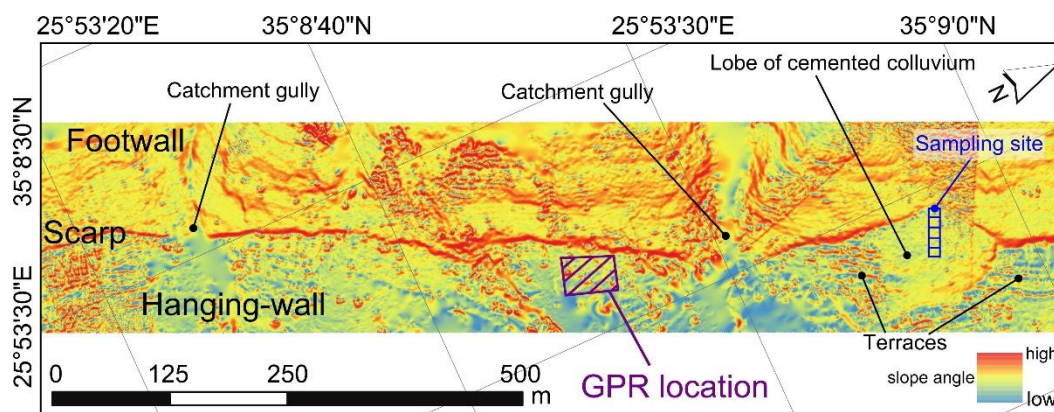 25°53'20"E 35°8'40"N 25°53'30"E 35°9'0"N
Lobe of cemented colluvium
Catchment gully
Catchment gully
N
Footwall
Sampling site
35°8'30"N
Scarp
Hanging-wall
25°53'30"E
Terraces
0 125 250 500
m
GPR location
high
slope angle
low